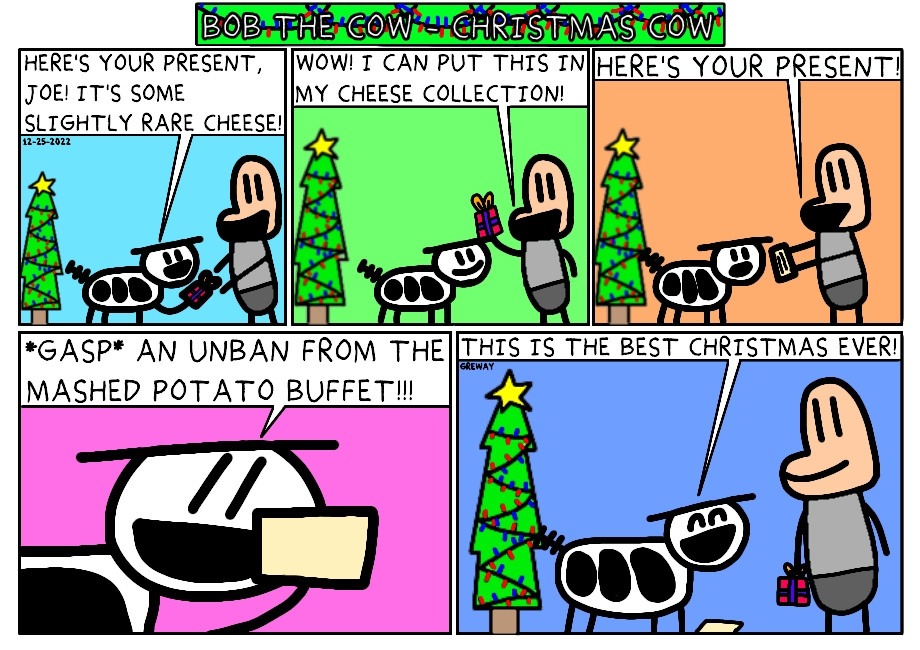 BOB THE COW - CHRISTMAS COW
HERE'S YOUR PRESENT,
JOE! IT'S SOME
SLIGHTLY RARE CHEESE!
12-25-2022
WOW! I CAN PUT THIS IN
MY CHEESE COLLECTION!
HERE'S YOUR PRESENT!
*GASP* AN UNBAN FROM THE
MASHED POTATO BUFFET!!!
THIS IS THE BEST CHRISTMAS EVER!
GREWAY